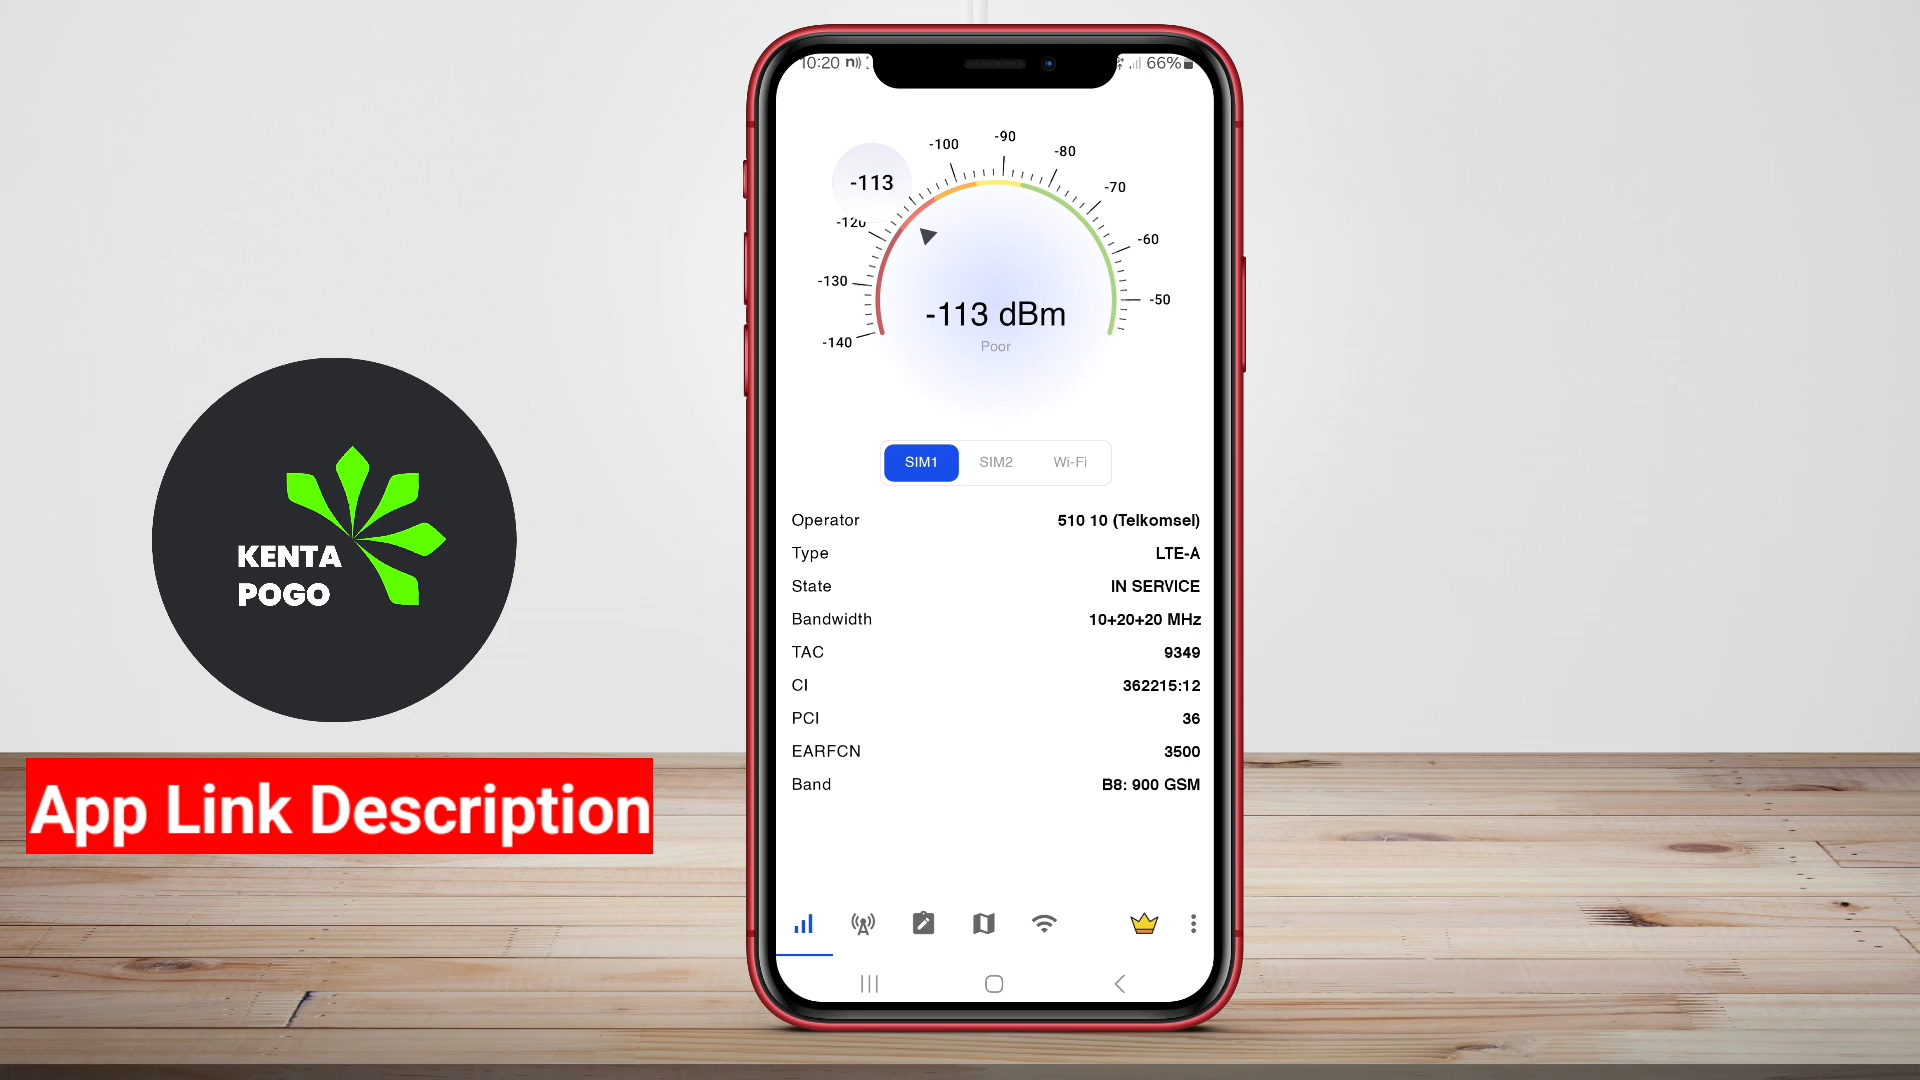 10:20
66%
-90
-100
-80
-113
-70
-120
-60
-130
-50
-113 dBm
-140
Poor
SIM1 SIM2 Wi-Fi
Operator 510 10 (Telkomsel)
Type LTE-A
State IN SERVICE
Bandwidth 10+20+20 MHz
TAC 9349
CI 362215:12
PCI 36
EARFCN 3500
Band B8: 900 GSM
KENTA
POGO
App Link Description